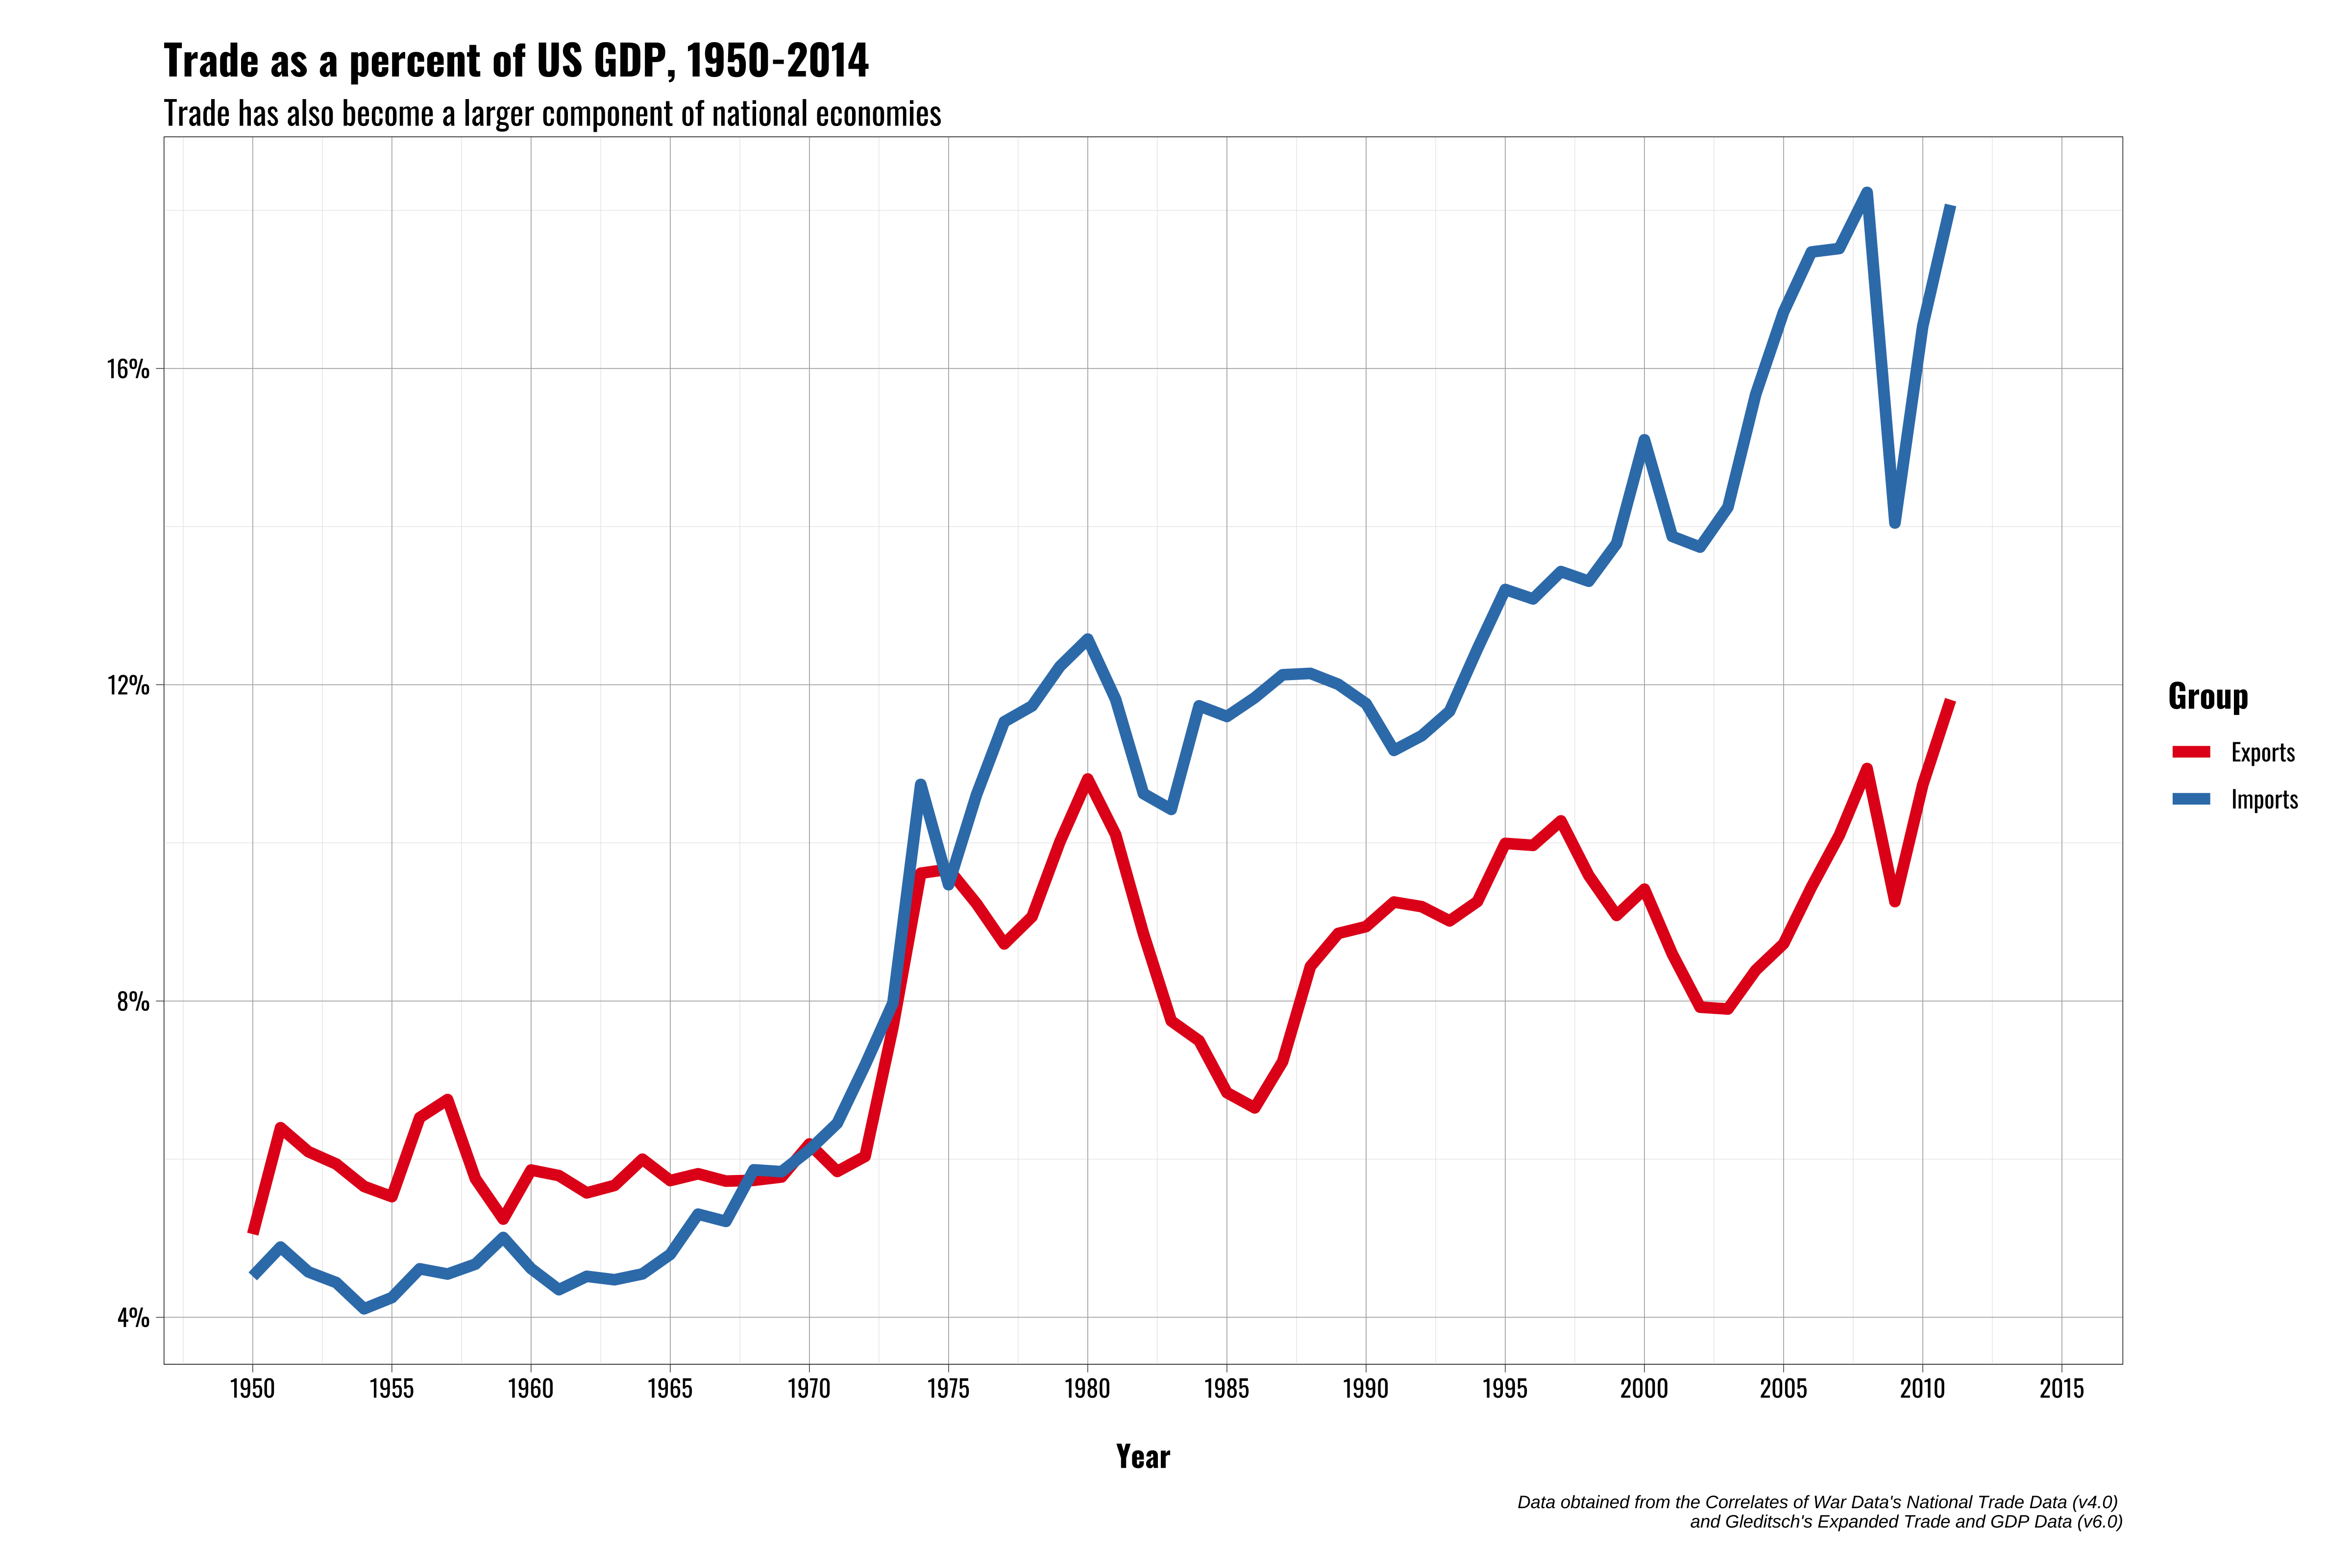 Trade as a percent of US GDP, 1950-2014
Trade has also become a larger component of national economies
16%
12%
8%
4%
1950 1955 1960 1965 1970 1975 1980 1985 1990 1995 2000 2005 2010 2015
Year
Group
Exports
Imports
Data obtained from the Correlates of War Data's National Trade Data (v4.0)
and Gleditsch's Expanded Trade and GDP Data (v6.0)